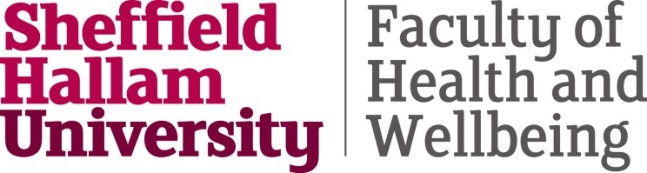 Sheffield
Hallam
University
Faculty of
Health and
Wellbeing